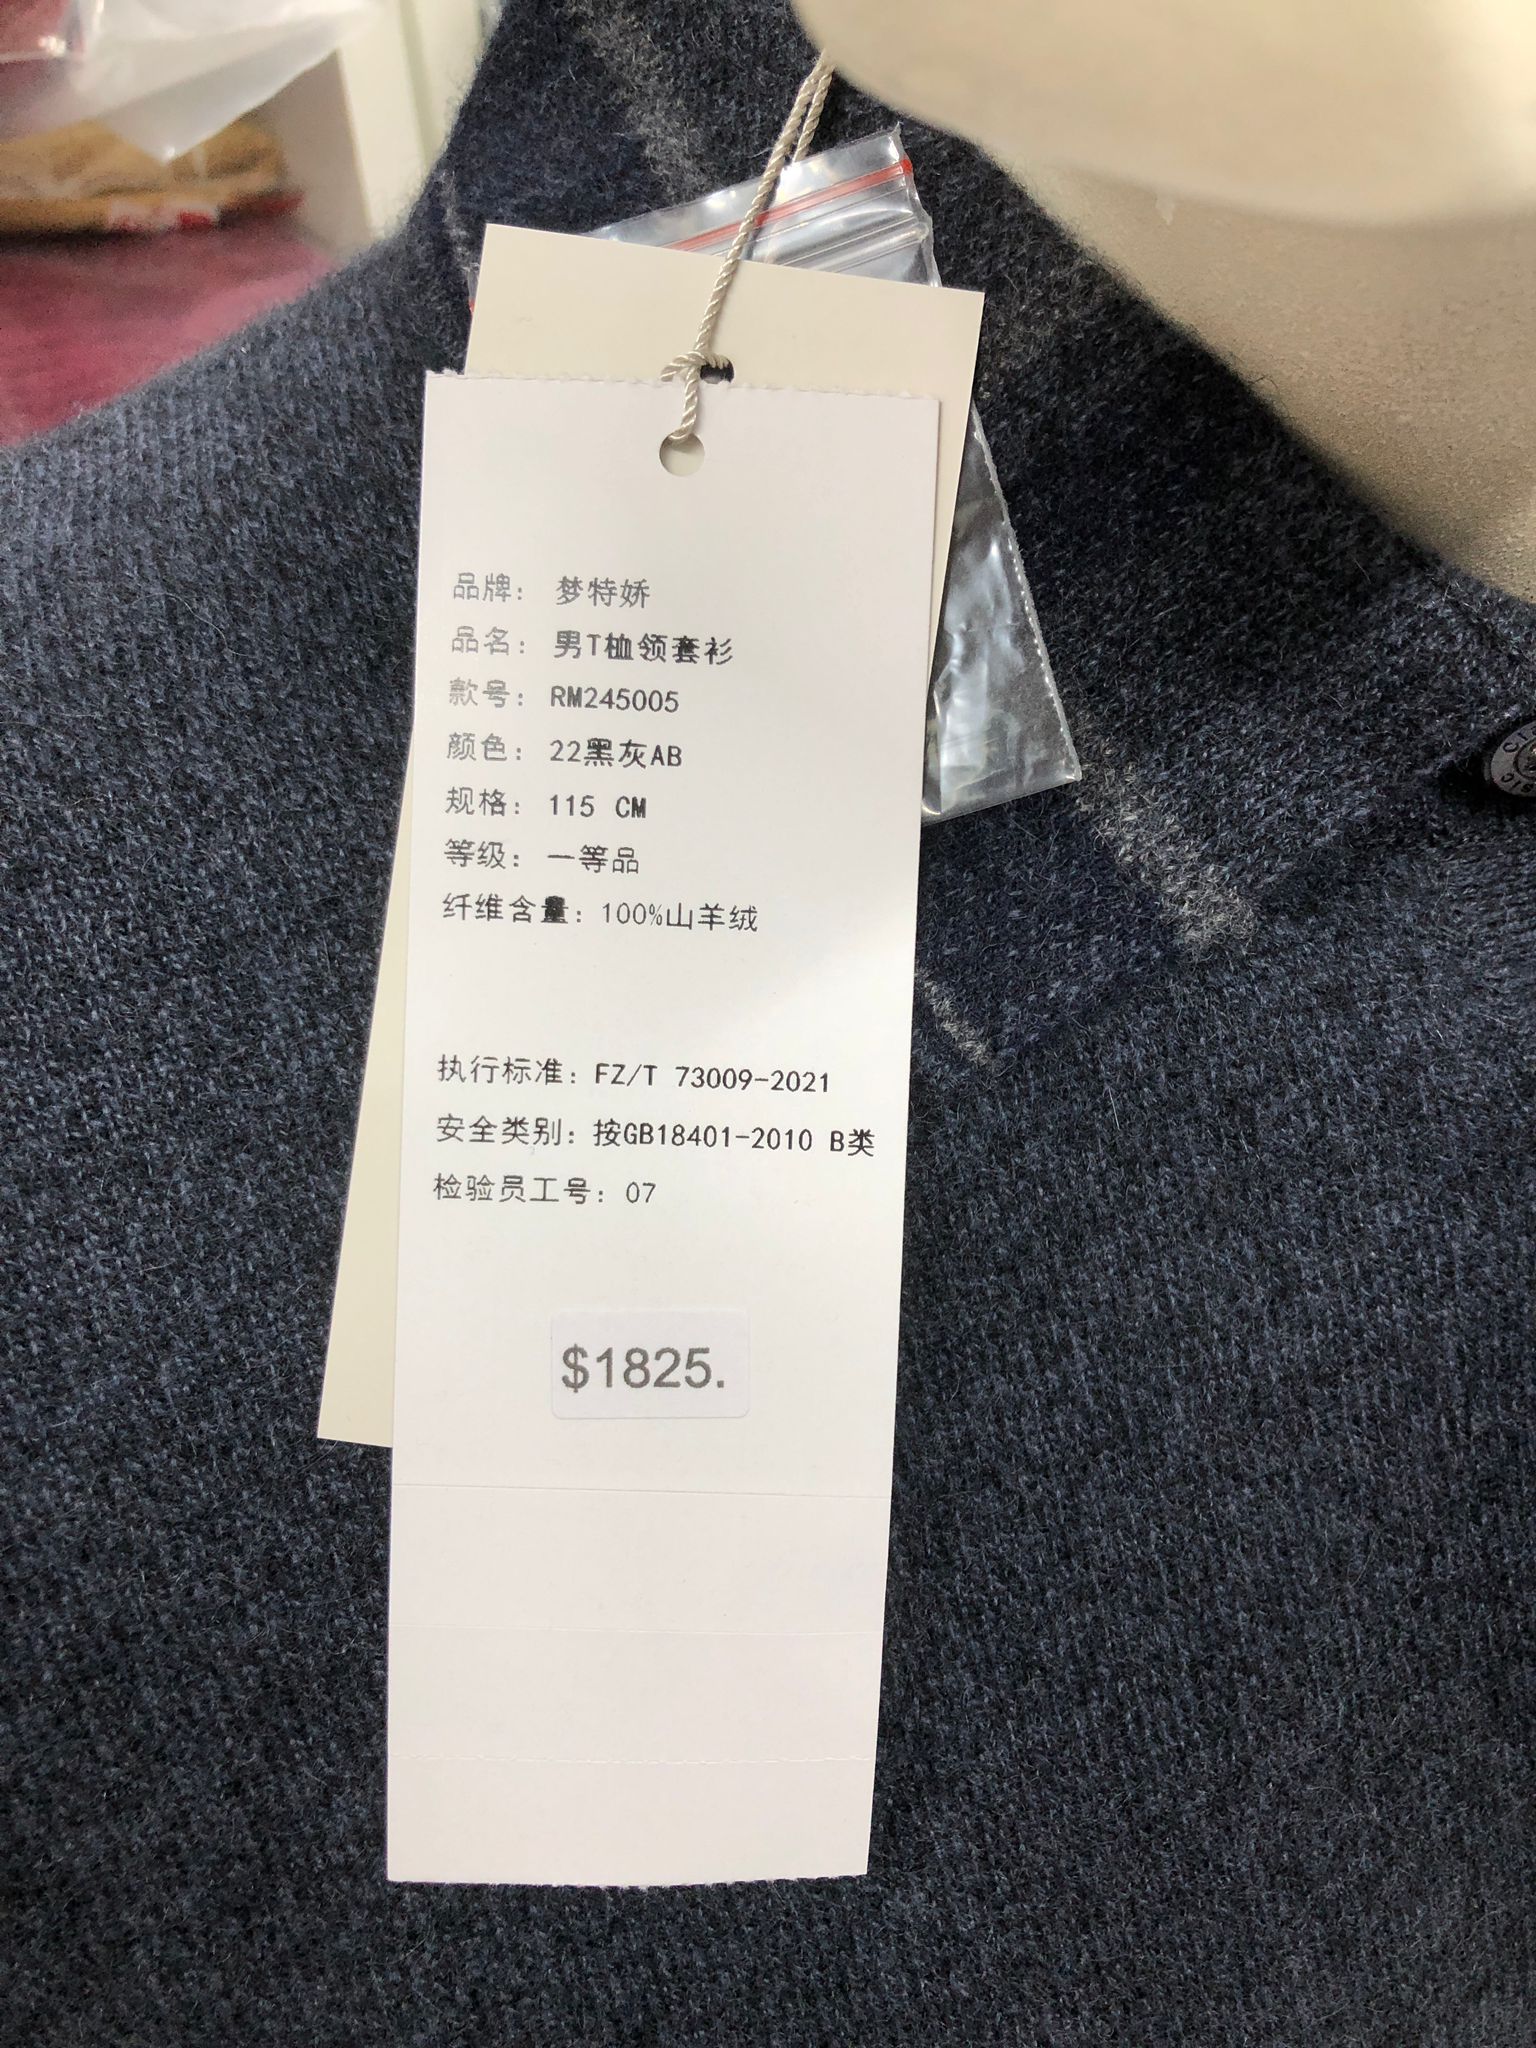 品牌： 梦特娇
品名： 男T恤领套衫
款号： RM245005
颜色： 22黑灰AB
规格： 115 CM
等级： 一等品
纤维含量： 100%山羊绒
执行标准： FZ/T 73009-2021
安全类别： 按GB18401-2010 B类
检验员工号： 07
$1825.